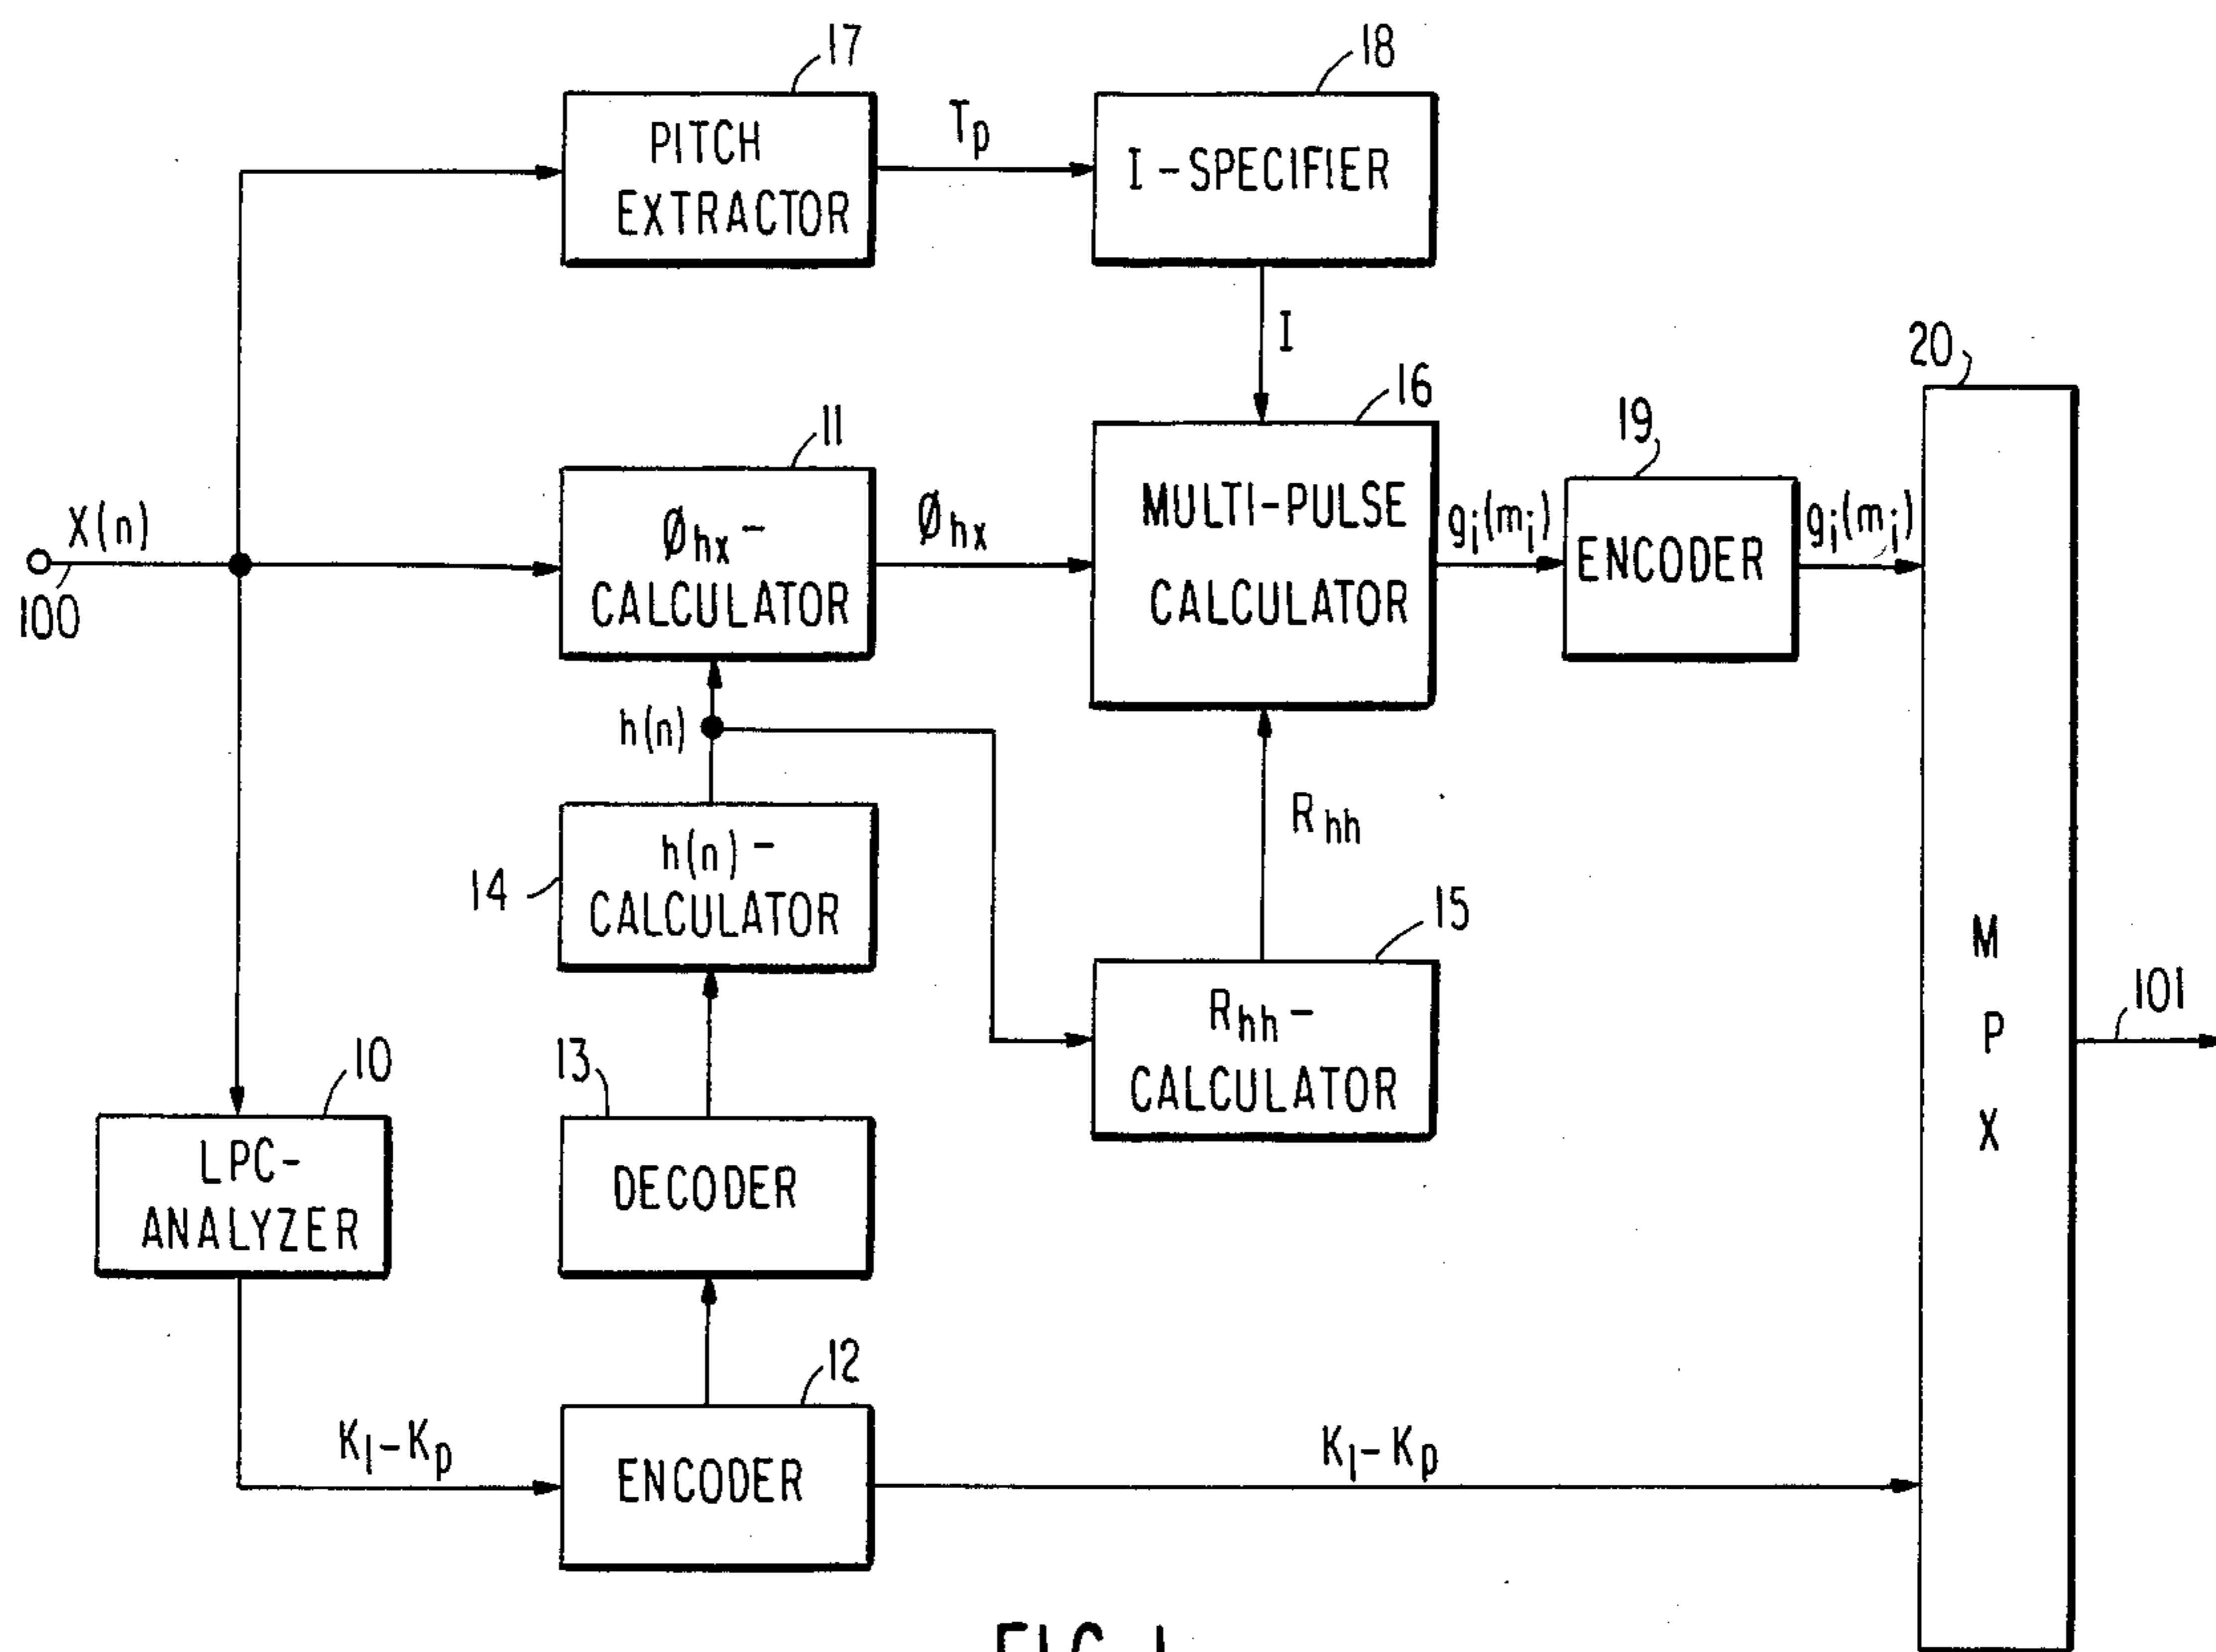 17
18
PITCH
EXTRACTOR
Tp
I-SPECIFIER
I
20
X(n)
100
11
Øhx-
CALCULATOR
Øhx
16
MULTI-PULSE
CALCULATOR
gi(mi)
19
ENCODER
gi(mi)
h(n)
14
h(n)-
CALCULATOR
Rhh
15
Rhh-
CALCULATOR
M
P
X
101
10
LPC-
ANALYZER
13
DECODER
12
K1-Kp
ENCODER
K1-Kp
FIG. 1